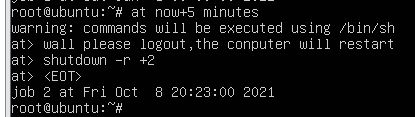 root@ubuntu:~# at now+5 minutes
warning: commands will be executed using /bin/sh
at> wall please logout,the conputer will restart
at> shutdown -r +2
at> <EOT>
job 2 at Fri Oct  8 20:23:00 2021
root@ubuntu:~#